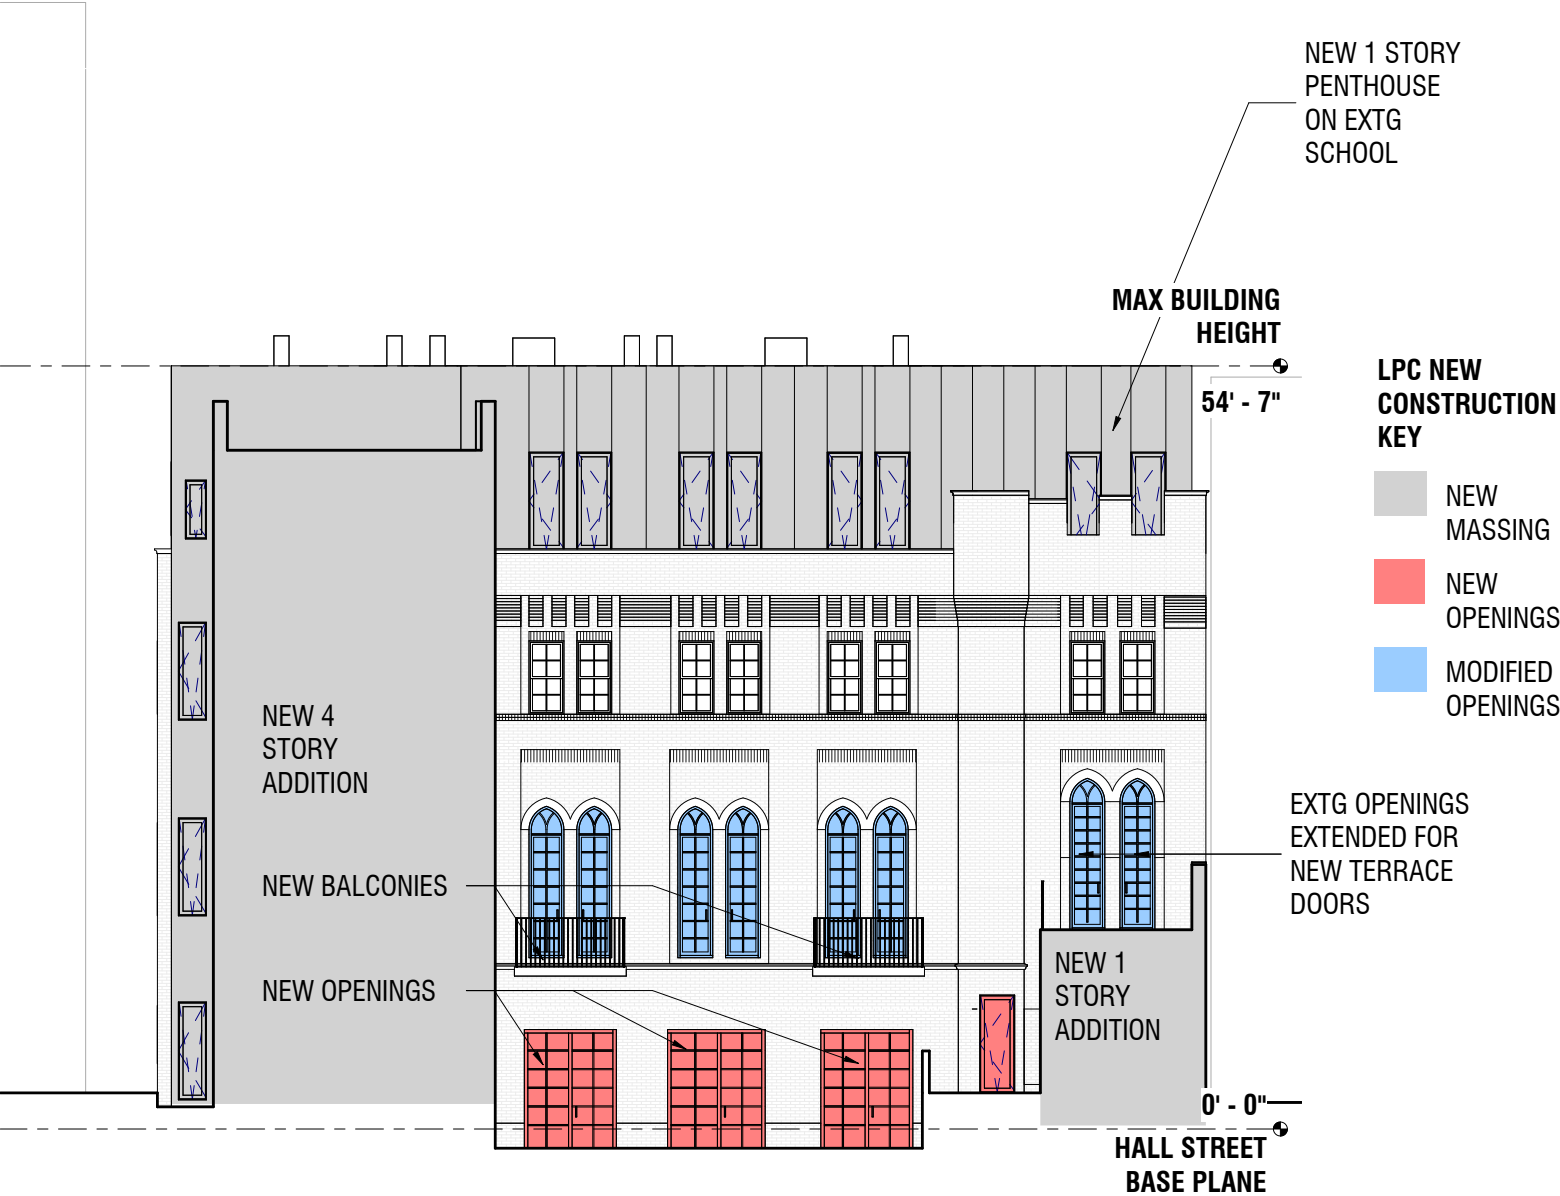 NEW 1 STORY
PENTHOUSE
ON EXTG
SCHOOL
MAX BUILDING
HEIGHT
54' - 7"
LPC NEW
CONSTRUCTION
KEY
NEW
MASSING
NEW
OPENINGS
MODIFIED
OPENINGS
NEW 4
STORY
ADDITION
EXTG OPENINGS
EXTENDED FOR
NEW TERRACE
DOORS
NEW BALCONIES
NEW OPENINGS
NEW 1
STORY
ADDITION
0' - 0"
HALL STREET
BASE PLANE